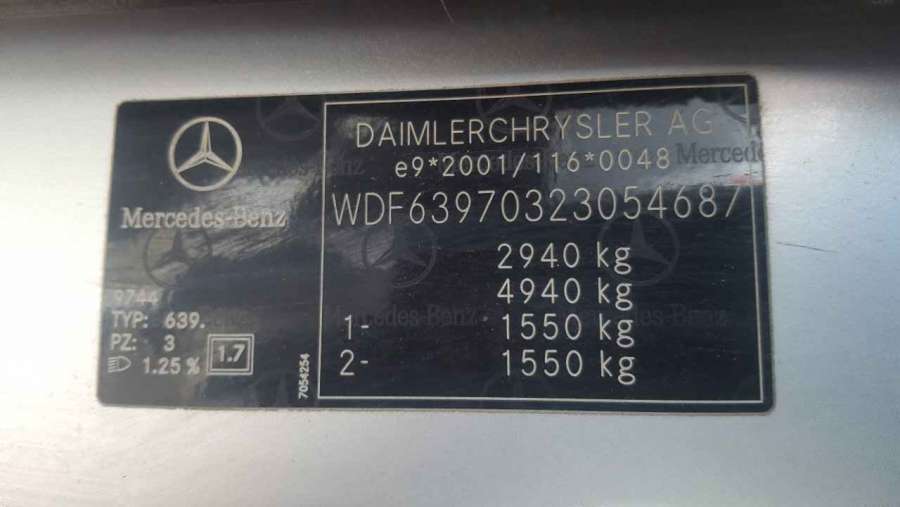 Mercedes-Benz
9744
TYP: 639.
PZ: 3
1.25 % 1.7
7054254
DAIMLERCHRYSLER AG
e9*2001/116*0048
WDF63970323054687
2940 kg
4940 kg
1- 1550 kg
2- 1550 kg